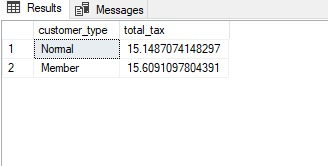 Results Messages
customer_type total_tax
1 Normal 15.1487074148297
2 Member 15.6091097804391